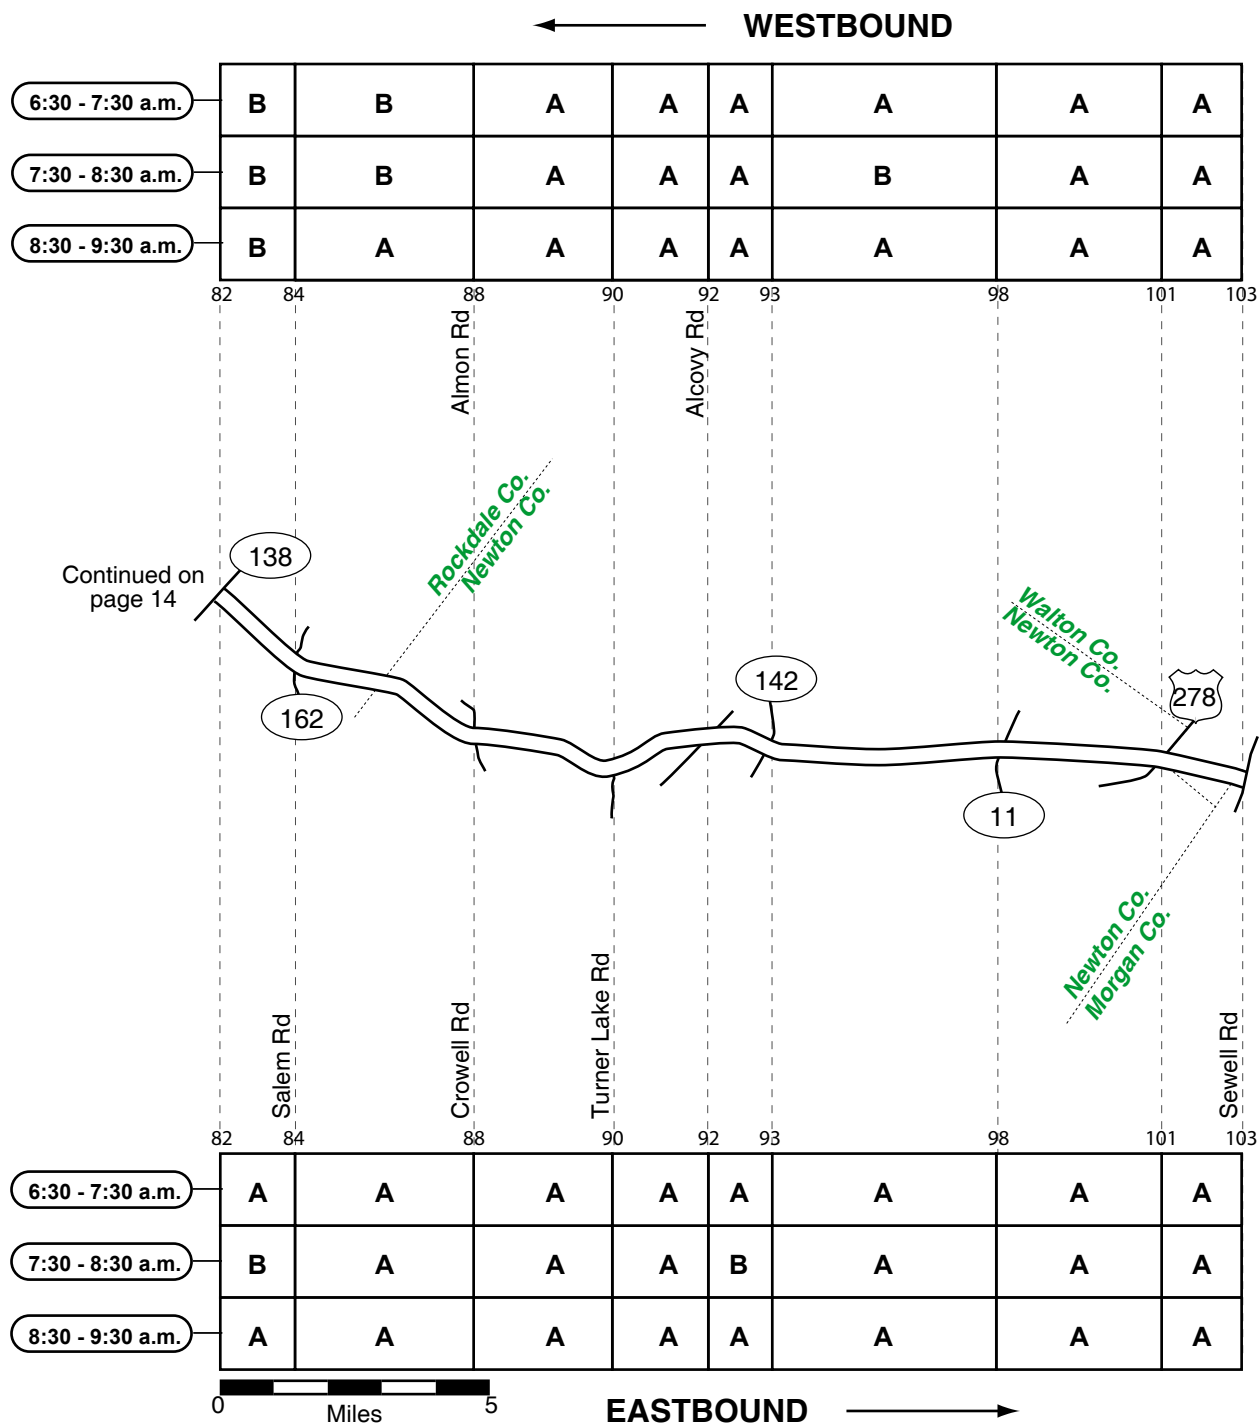 WESTBOUND
6:30 - 7:30 a.m. B B A A A A A A
7:30 - 8:30 a.m. B B A A A B A A
8:30 - 9:30 a.m. B A A A A A A A
82 84 88 90 92 93 98 101 103
Almon Rd
Alcovy Rd
Rockdale Co.
Newton Co.
138
Continued on
page 14
Walton Co.
Newton Co.
142
278
162
11
Newton Co.
Morgan Co.
Salem Rd
Crowell Rd
Turner Lake Rd
Sewell Rd
82 84 88 90 92 93 98 101 103
6:30 - 7:30 a.m. A A A A A A A A
7:30 - 8:30 a.m. B A A A B A A A
8:30 - 9:30 a.m. A A A A A A A A
0 Miles 5
EASTBOUND